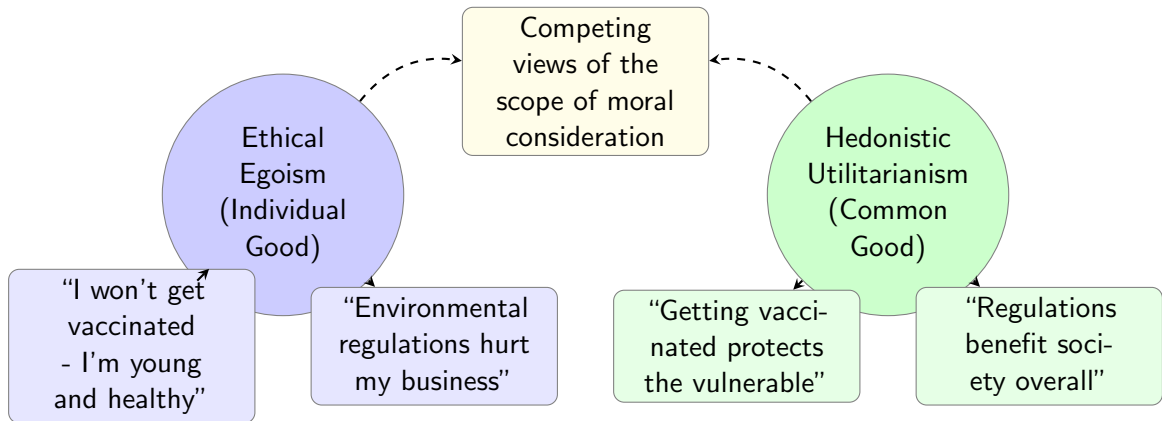 Competing
views of the
scope of moral
consideration
Ethical
Egoism
(Individual
Good)
Hedonistic
Utilitarianism
(Common
Good)
“I won't get
vaccinated
- I'm young
and healthy”
“Environmental
regulations hurt
my business”
“Getting vacci-
nated protects
the vulnerable”
“Regulations
benefit soci-
ety overall”